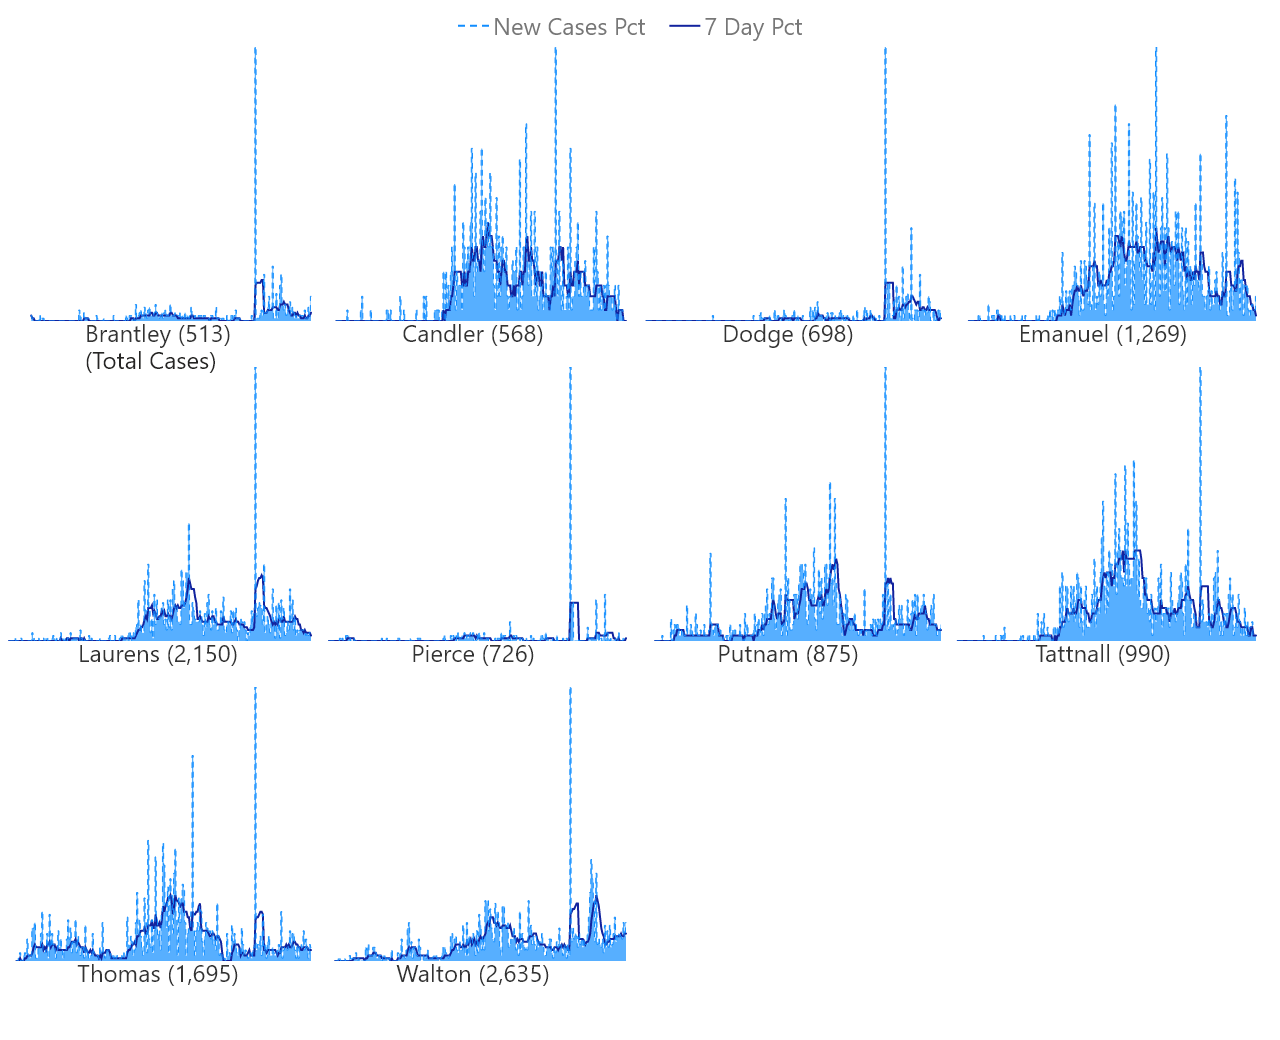 New Cases Pct 7 Day Pct
Brantley (513) Candler (568) Dodge (698) Emanuel (1,269)
(Total Cases)
Laurens (2,150) Pierce (726) Putnam (875) Tattnall (990)
Thomas (1,695) Walton (2,635)